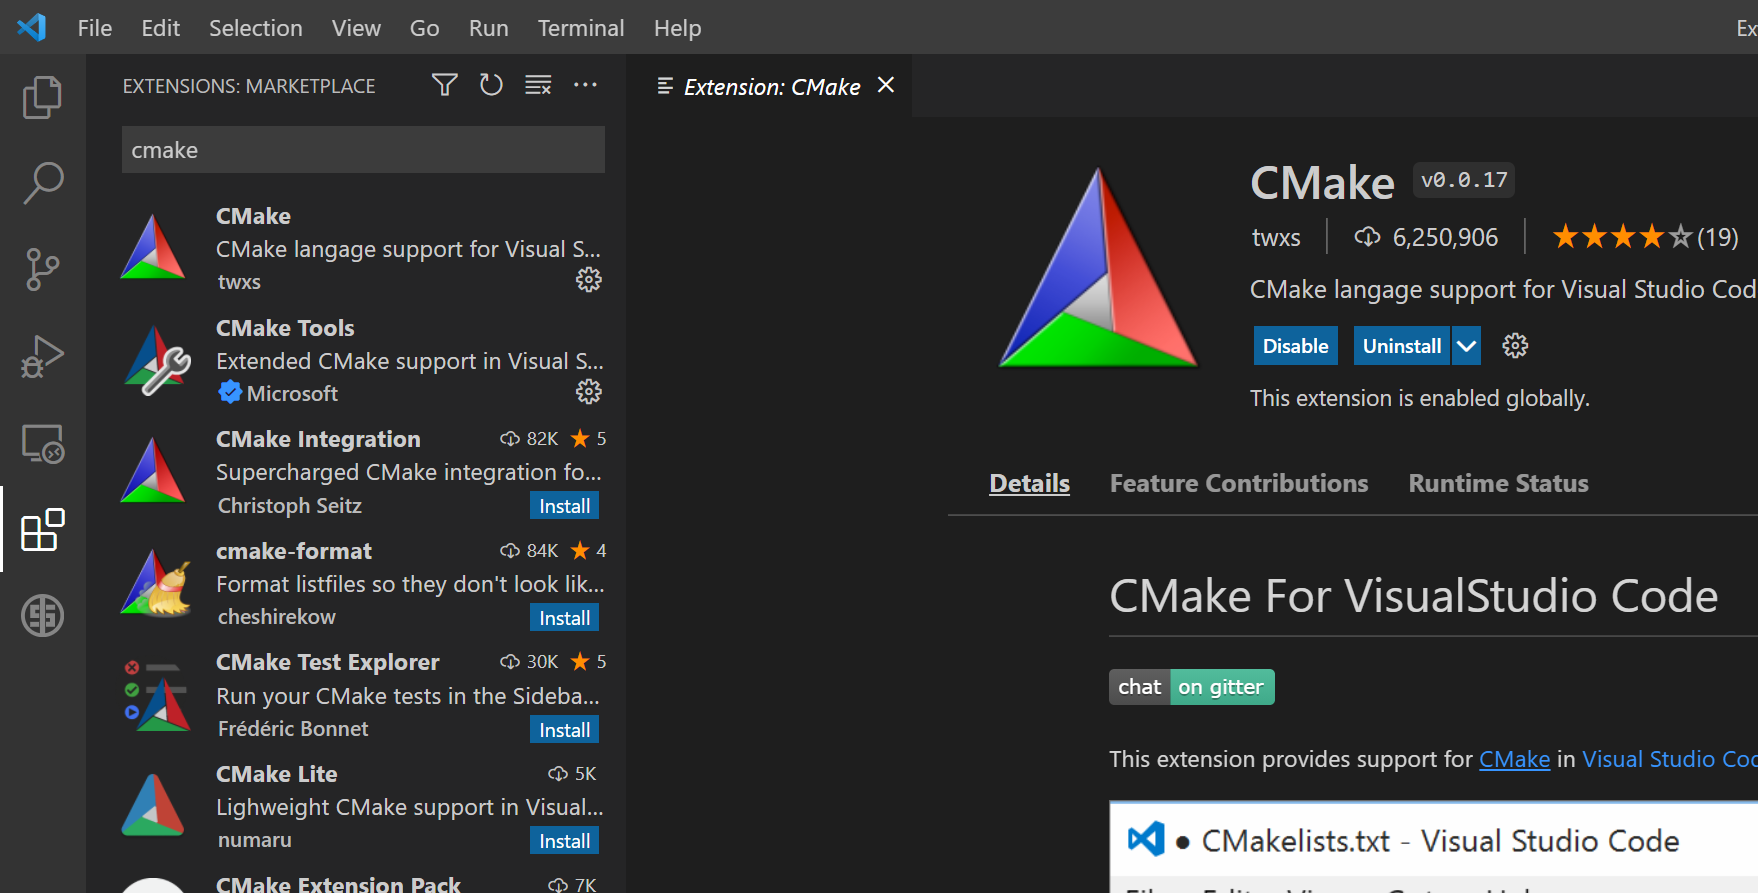 File Edit Selection View Go Run Terminal Help
EXTENSIONS: MARKETPLACE
cmake
CMake
CMake langage support for Visual S...
twxs
CMake Tools
Extended CMake support in Visual S...
Microsoft
CMake Integration 82K 5
Supercharged CMake integration fo...
Christoph Seitz Install
cmake-format 84K 4
Format listfiles so they don't look lik...
cheshirekow Install
CMake Test Explorer 30K 5
Run your CMake tests in the Sideba...
Frédéric Bonnet Install
CMake Lite 5K
Lighweight CMake support in Visual...
numaru Install
CMake Extension Pack 7K
Extension: CMake
CMake v0.0.17
twxs 6,250,906 (19)
CMake langage support for Visual Studio Cod
Disable Uninstall
This extension is enabled globally.
Details Feature Contributions Runtime Status
CMake For VisualStudio Code
chat on gitter
This extension provides support for CMake in Visual Studio Cod
● CMakelists.txt - Visual Studio Code